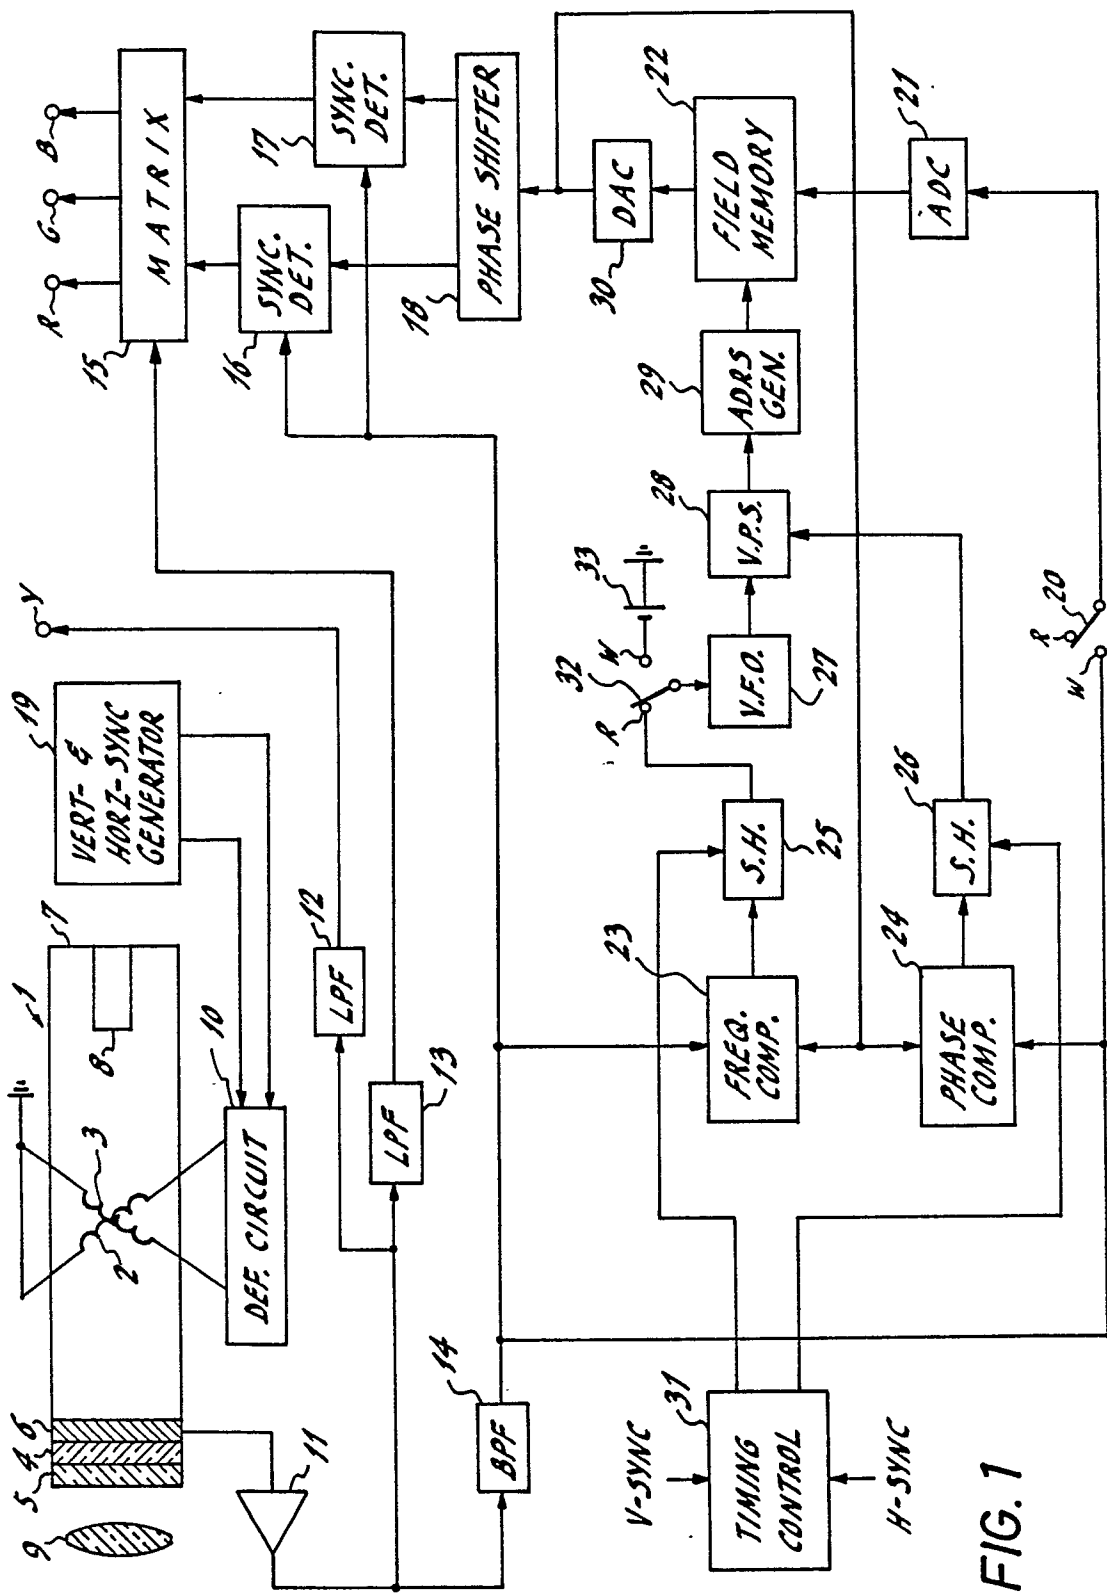 1
7
8
3
2
6
4
5
9
10
DEF. CIRCUIT
11
19
VERT- &
HORZ-SYNC
GENERATOR
Y
12
LPF
13
LPF
14
BPF
R
G
B
15
MATRIX
16
SYNC.
DET.
17
SYNC.
DET.
18
PHASE SHIFTER
30
DAC
22
FIELD
MEMORY
21
ADC
29
ADRS
GEN.
28
V.P.S.
33
W
32
R
V.F.O.
27
S.H.
25
26
S.H.
23
FREQ.
COMP.
24
PHASE
COMP.
20
R
W
V-SYNC
31
TIMING
CONTROL
H-SYNC
FIG. 1